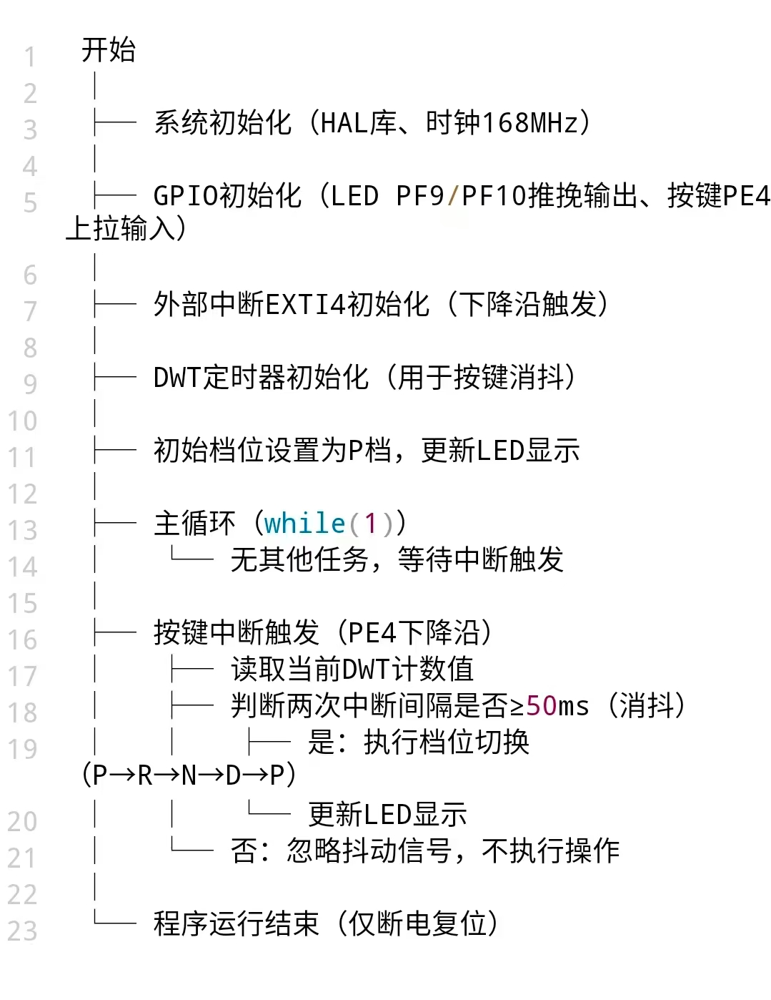 1 开始
2 │
3 ├── 系统初始化（HAL库、时钟168MHz）
4 │
5 ├── GPIO初始化（LED PF9/PF10推挽输出、按键PE4
上拉输入）
6 │
7 ├── 外部中断EXTI4初始化（下降沿触发）
8 │
9 ├── DWT定时器初始化（用于按键消抖）
10 │
11 ├── 初始档位设置为P档，更新LED显示
12 │
13 ├── 主循环（while(1)）
14 │    └── 无其他任务，等待中断触发
15 │
16 ├── 按键中断触发（PE4下降沿）
17 │    ├── 读取当前DWT计数值
18 │    ├── 判断两次中断间隔是否≥50ms（消抖）
19 │    │    ├── 是：执行档位切换
（P→R→N→D→P）
20 │    │    └── 更新LED显示
21 │    └── 否：忽略抖动信号，不执行操作
22 │
23 └── 程序运行结束（仅断电复位）